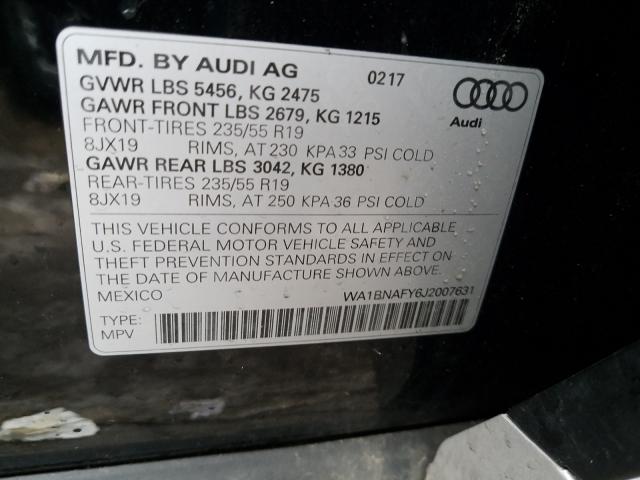 MFD. BY AUDI AG 0217
GVWR LBS 5456, KG 2475
GAWR FRONT LBS 2679, KG 1215
FRONT-TIRES 235/55 R19
8JX19 RIMS, AT 230 KPA 33 PSI COLD
GAWR REAR LBS 3042, KG 1380
REAR-TIRES 235/55 R19
8JX19 RIMS, AT 250 KPA 36 PSI COLD
Audi
THIS VEHICLE CONFORMS TO ALL APPLICABLE
U.S. FEDERAL MOTOR VEHICLE SAFETY AND
THEFT PREVENTION STANDARDS IN EFFECT ON
THE DATE OF MANUFACTURE SHOWN ABOVE.
MEXICO WA1BNAFY6J2007631
TYPE:
MPV